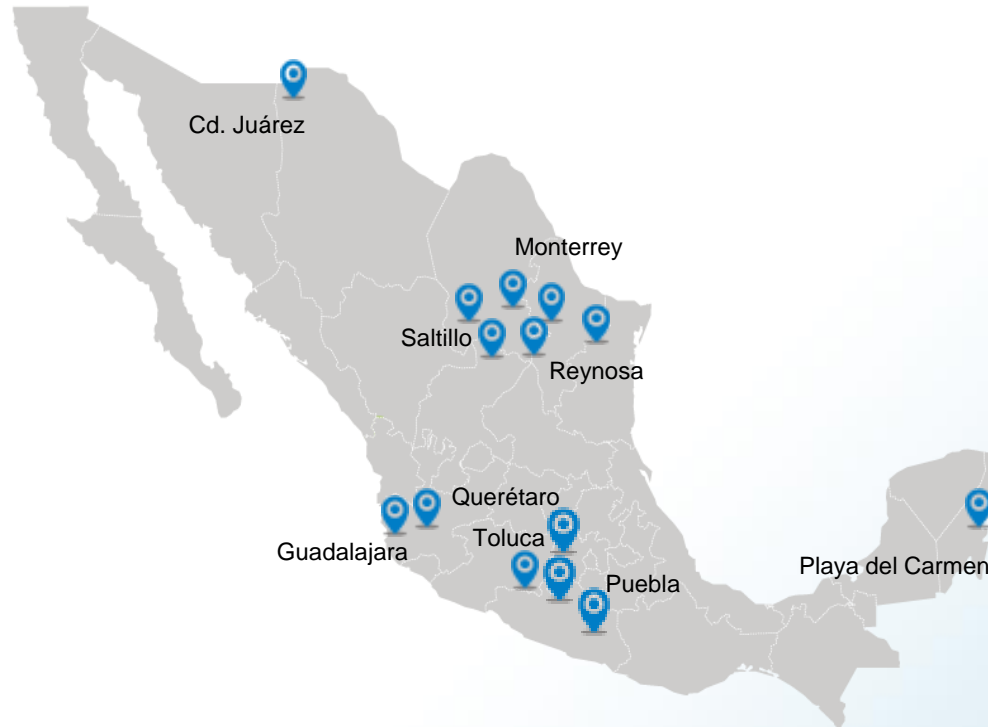 Cd. Juárez
Monterrey
Saltillo
Reynosa
Querétaro
Toluca
Guadalajara
Playa del Carmen
Puebla